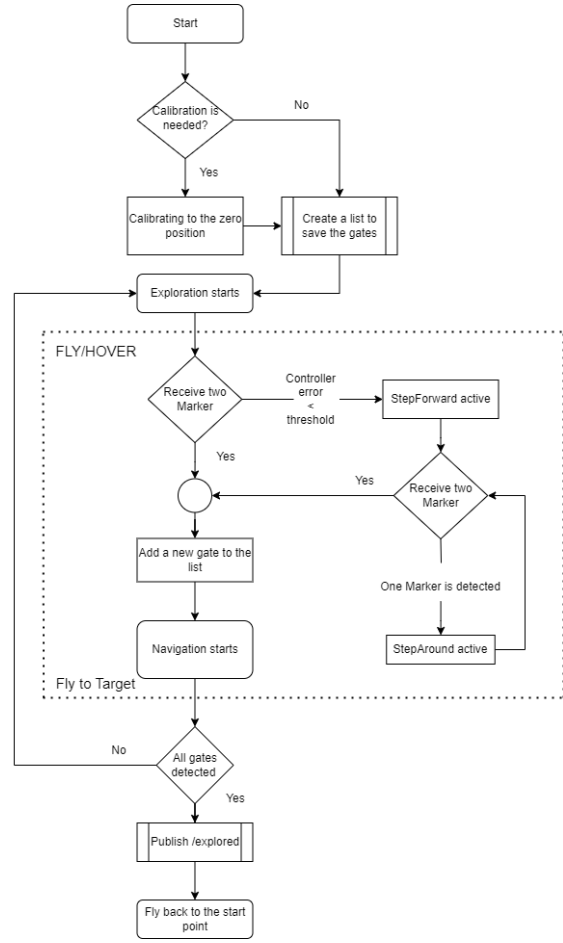 Start
Calibration is
needed?
No
Yes
Calibrating to the zero
position
Create a list to
save the gates
Exploration starts
FLY/HOVER
Receive two
Marker
Controller
error
<
threshold
StepForward active
Yes
Yes
Receive two
Marker
Add a new gate to the
list
One Marker is detected
Navigation starts
StepAround active
Fly to Target
No
All gates
detected
Yes
Publish /explored
Fly back to the start
point